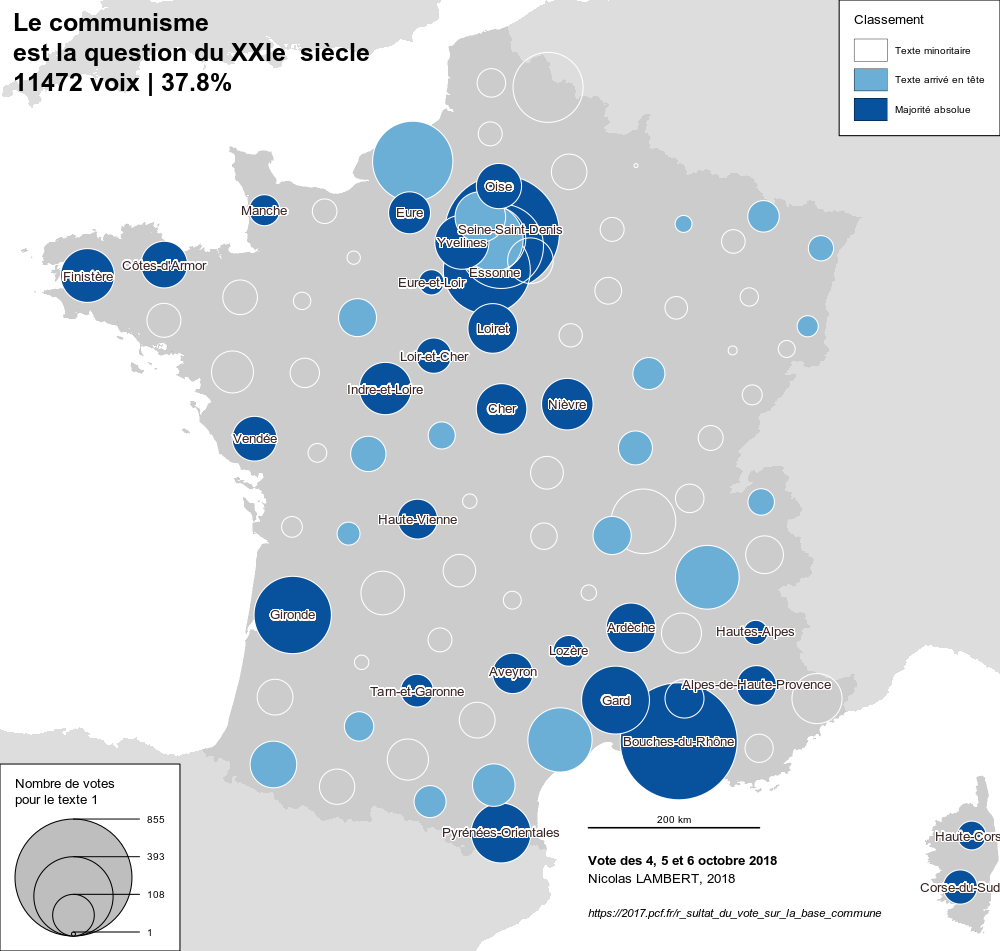 Le communisme
est la question du XXIe siècle
11472 voix | 37.8%
Classement
Texte minoritaire
Texte arrivé en tête
Majorité absolue
Oise
Manche
Eure
Seine-Saint-Denis
Yvelines
Côtes-d'Armor
Finistère
Essonne
Eure-et-Loir
Loiret
Loir-et-Cher
Indre-et-Loire
Cher
Nièvre
Vendée
Haute-Vienne
Gironde
Ardèche
Hautes-Alpes
Lozère
Aveyron
Alpes-de-Haute-Provence
Tarn-et-Garonne
Gard
Bouches-du-Rhône
Pyrénées-Orientales
Haute-Cors
Corse-du-Sud
Nombre de votes
pour le texte 1
855
393
108
1
200 km
Vote des 4, 5 et 6 octobre 2018
Nicolas LAMBERT, 2018
https://2017.pcf.fr/r_sultat_du_vote_sur_la_base_commune